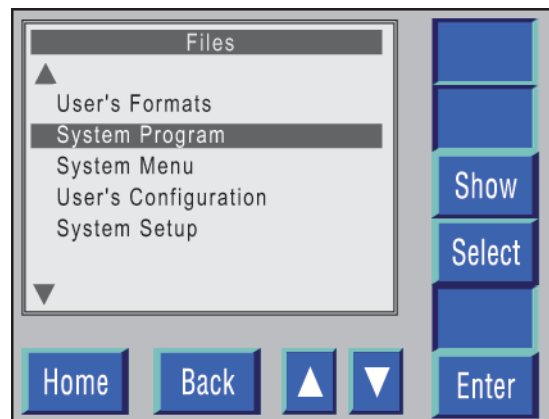 Files
User's Formats
System Program
System Menu
User's Configuration
System Setup
Show
Select
Home
Back
Enter